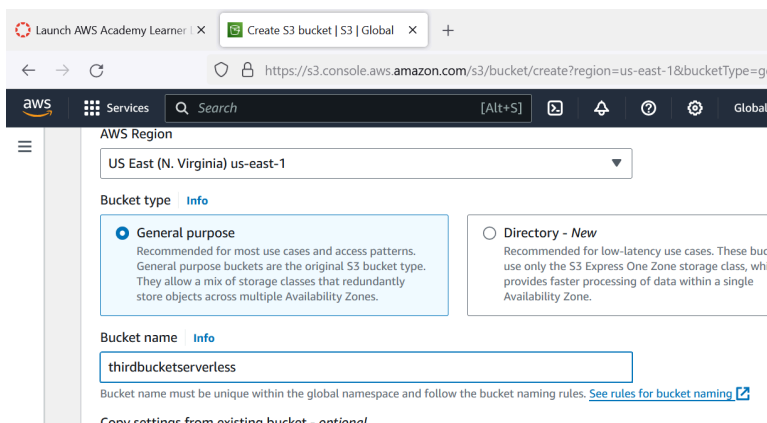 Launch AWS Academy Learner
Create S3 bucket | S3 | Global
https://s3.console.aws.amazon.com/s3/bucket/create?region=us-east-1&bucketType=g
aws Services Search [Alt+S] Global
AWS Region
US East (N. Virginia) us-east-1
Bucket type Info
General purpose
Recommended for most use cases and access patterns.
General purpose buckets are the original S3 bucket type.
They allow a mix of storage classes that redundantly
store objects across multiple Availability Zones.
Directory - New
Recommended for low-latency use cases. These buc
use only the S3 Express One Zone storage class, whi
provides faster processing of data within a single
Availability Zone.
Bucket name Info
thirdbucketserverless
Bucket name must be unique within the global namespace and follow the bucket naming rules. See rules for bucket naming
Copy settings from existing bucket - optional